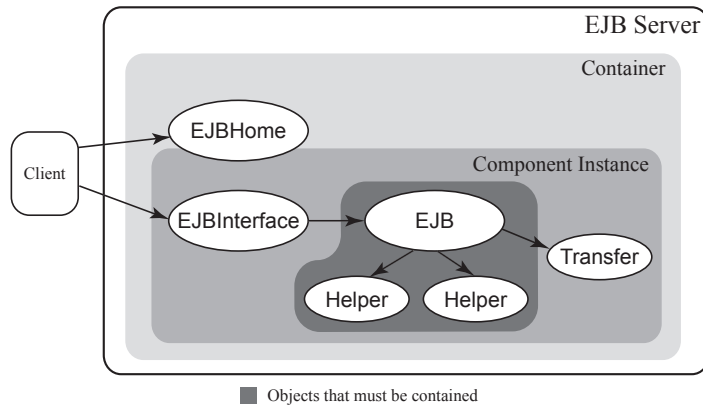 EJB Server
Container
EJBHome
Client
Component Instance
EJBInterface
EJB
Transfer
Helper
Helper
Objects that must be contained